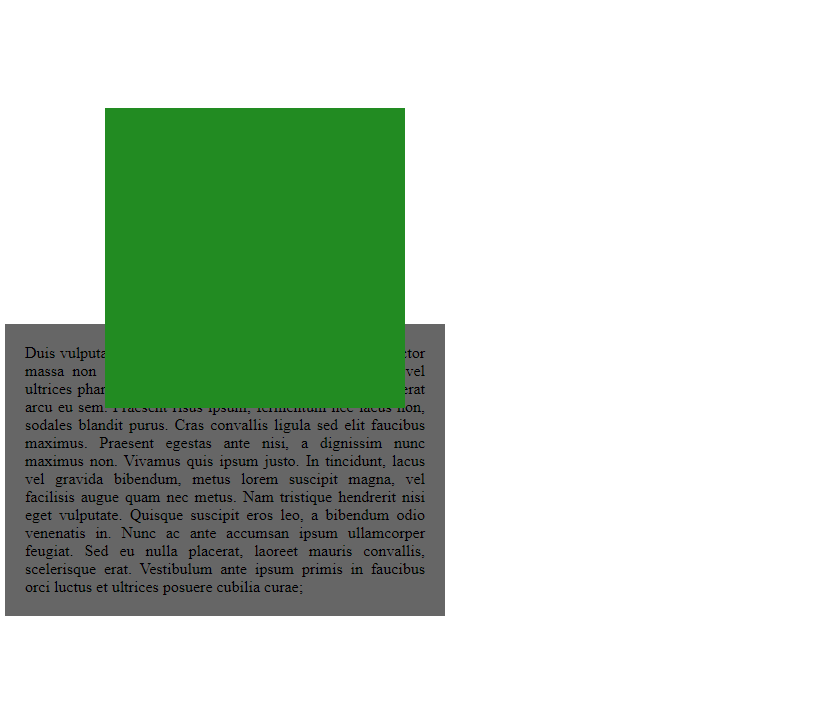 Duis ctor
massa non vel
ultrices erat
arcu eu sem. Praesent risus ipsum, fermentum nec lacus non,
sodales blandit purus. Cras convallis ligula sed elit faucibus
maximus. Praesent egestas ante nisi, a dignissim nunc
maximus non. Vivamus quis ipsum justo. In tincidunt, lacus
vel gravida bibendum, metus lorem suscipit magna, vel
facilisis augue quam nec metus. Nam tristique hendrerit nisi
eget vulputate. Quisque suscipit eros leo, a bibendum odio
venenatis in. Nunc ac ante accumsan ipsum ullamcorper
feugiat. Sed eu nulla placerat, laoreet mauris convallis,
scelerisque erat. Vestibulum ante ipsum primis in faucibus
orci luctus et ultrices posuere cubilia curae;